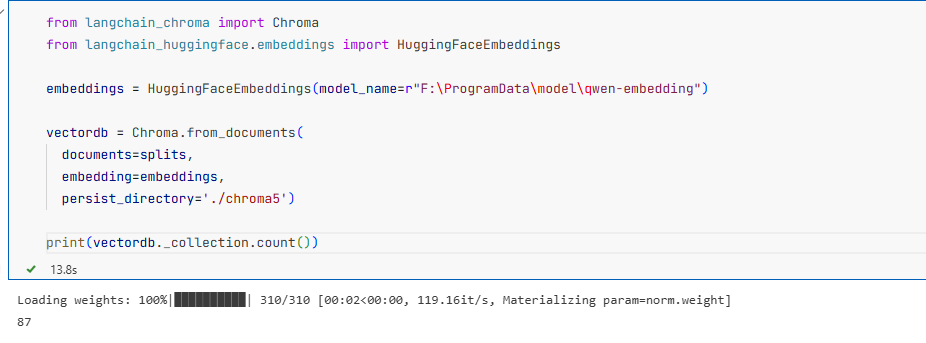 from langchain_chroma import Chroma
from langchain_huggingface.embeddings import HuggingFaceEmbeddings
embeddings = HuggingFaceEmbeddings(model_name=r"F:\ProgramData\model\qwen-embedding")
vectordb = Chroma.from_documents(
documents=splits,
embedding=embeddings,
persist_directory='./chroma5')
print(vectordb._collection.count())
13.8s
Loading weights: 100%|██████████| 310/310 [00:02<00:00, 119.16it/s, Materializing param=norm.weight]
87